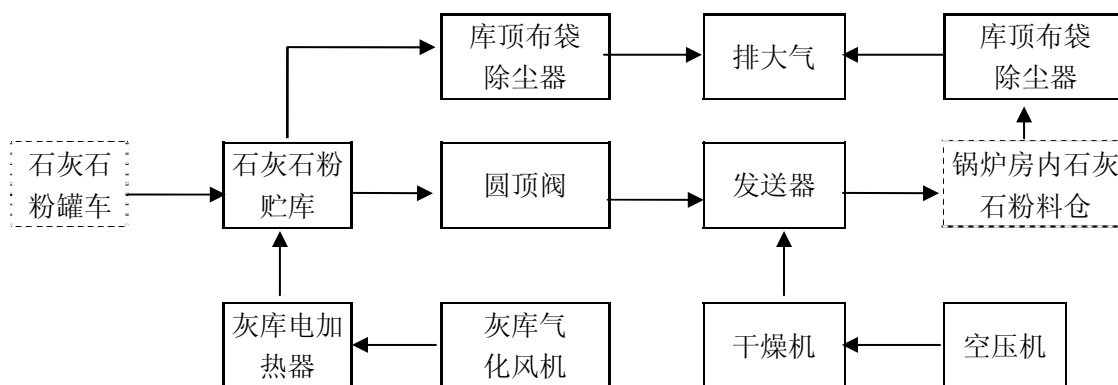 库顶布袋
除尘器
排大气
库顶布袋
除尘器
石灰石
粉罐车
石灰石粉
贮库
圆顶阀
发送器
锅炉房内石灰
石粉料仓
灰库电加
热器
灰库气
化风机
干燥机
空压机